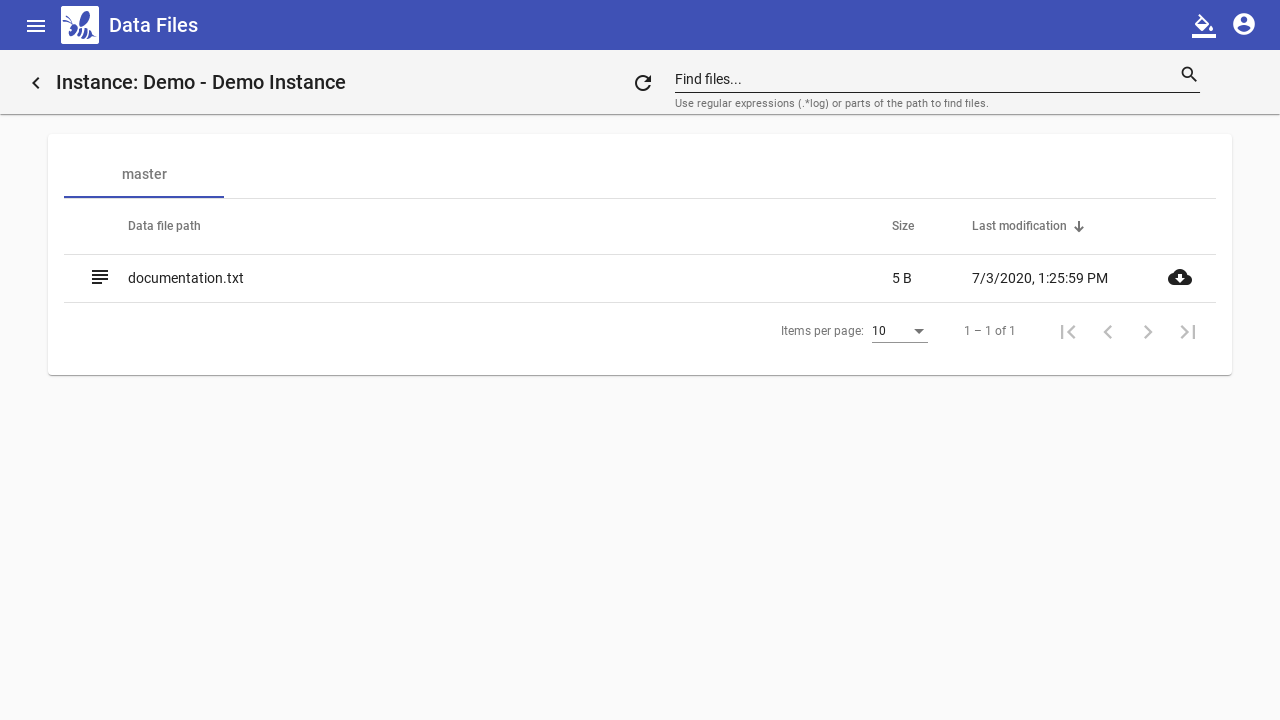 Data Files
Instance: Demo - Demo Instance
Find files...
Use regular expressions (.*log) or parts of the path to find files.
master
Data file path Size Last modification
documentation.txt 5 B 7/3/2020, 1:25:59 PM
Items per page: 10 1 – 1 of 1